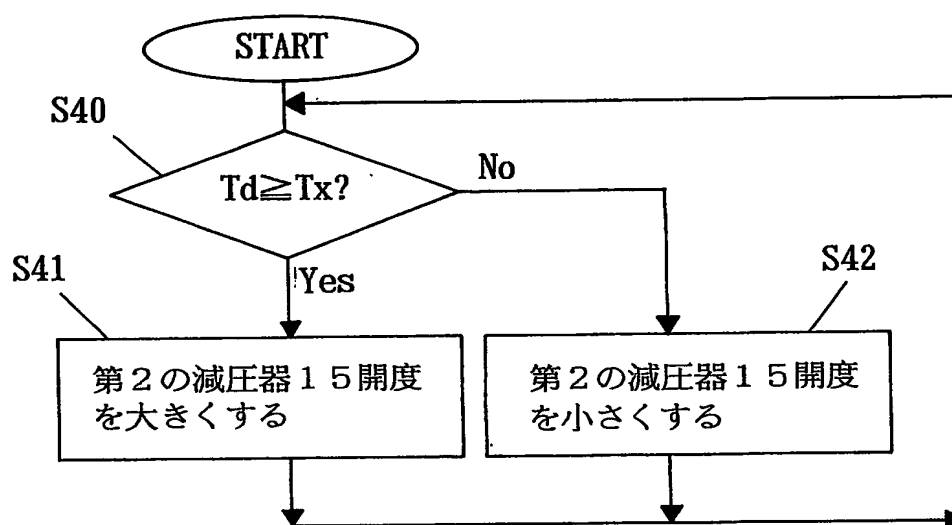 START
S40
Td≧Tx?
No
Yes
S41
第２の減圧器１５開度
を大きくする
S42
第２の減圧器１５開度
を小さくする